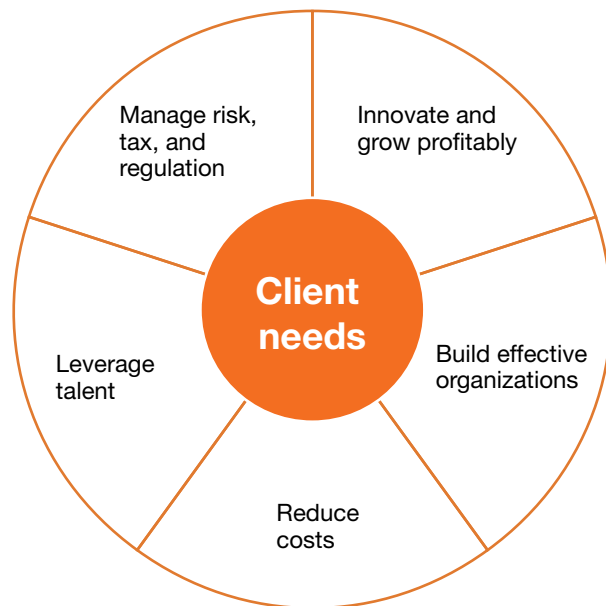 Manage risk,
tax, and
regulation
Innovate and
grow profitably
Client
needs
Leverage
talent
Build effective
organizations
Reduce
costs